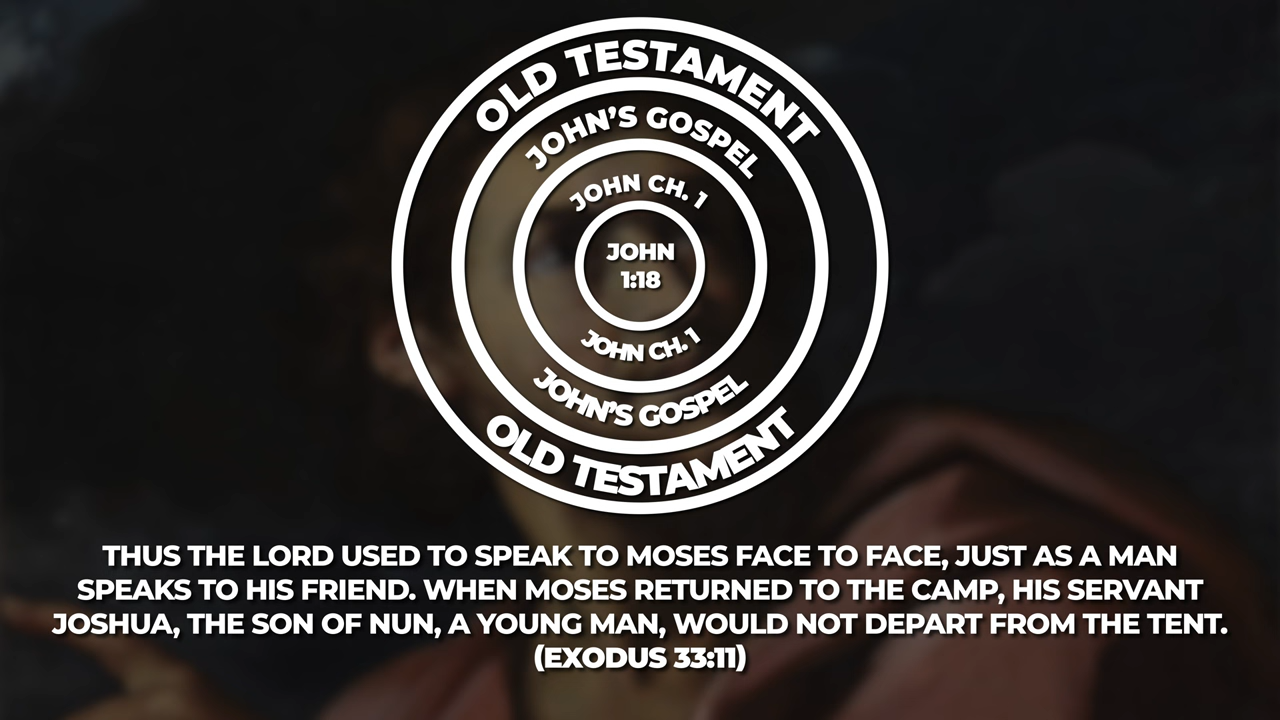 OLD TESTAMENT
JOHN'S GOSPEL
JOHN CH. 1
JOHN
1:18
JOHN CH. 1
JOHN'S GOSPEL
OLD TESTAMENT
THUS THE LORD USED TO SPEAK TO MOSES FACE TO FACE, JUST AS A MAN
SPEAKS TO HIS FRIEND. WHEN MOSES RETURNED TO THE CAMP, HIS SERVANT
JOSHUA, THE SON OF NUN, A YOUNG MAN, WOULD NOT DEPART FROM THE TENT.
(EXODUS 33:11)